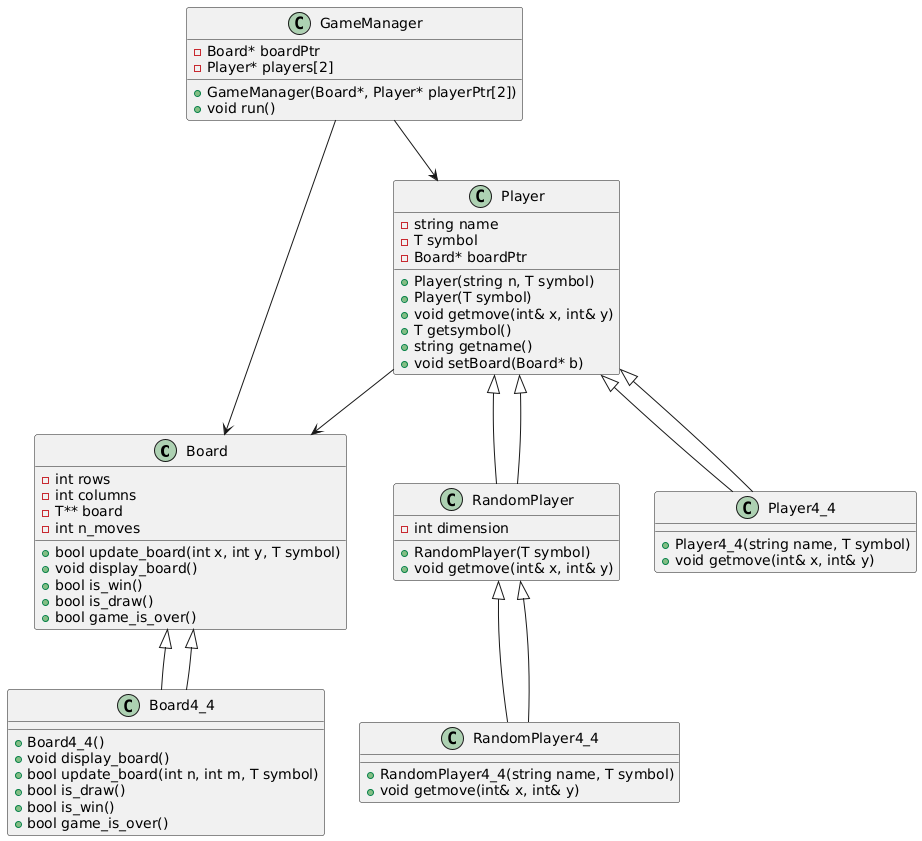 C GameManager
Board* boardPtr
Player* players[2]
GameManager(Board*, Player* playerPtr[2])
void run()
C Player
string name
T symbol
Board* boardPtr
Player(string n, T symbol)
Player(T symbol)
void getmove(int& x, int& y)
T getsymbol()
string getname()
void setBoard(Board* b)
C Board
int rows
int columns
T** board
int n_moves
bool update_board(int x, int y, T symbol)
void display_board()
bool is_win()
bool is_draw()
bool game_is_over()
C RandomPlayer
int dimension
RandomPlayer(T symbol)
void getmove(int& x, int& y)
C Player4_4
Player4_4(string name, T symbol)
void getmove(int& x, int& y)
C Board4_4
Board4_4()
void display_board()
bool update_board(int n, int m, T symbol)
bool is_draw()
bool is_win()
bool game_is_over()
C RandomPlayer4_4
RandomPlayer4_4(string name, T symbol)
void getmove(int& x, int& y)